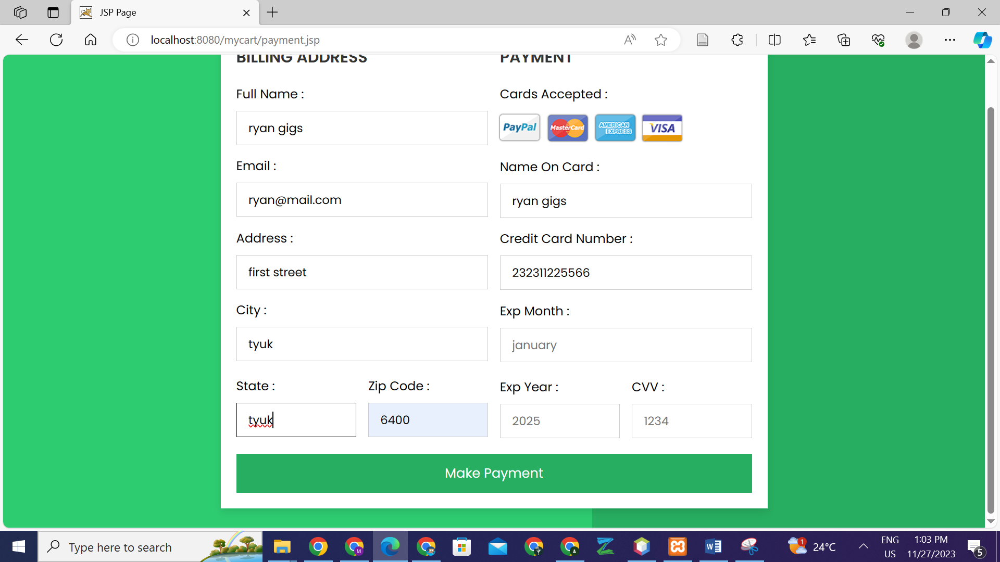 JSP Page
localhost:8080/mycart/payment.jsp
BILLING ADDRESS
Full Name :
ryan gigs
Email :
ryan@mail.com
Address :
first street
City :
tyuk
State :
Zip Code :
tyuk
6400
PAYMENT
Cards Accepted :
PayPal
MasterCard
AMERICAN
EXPRESS
VISA
Name On Card :
ryan gigs
Credit Card Number :
232311225566
Exp Month :
january
Exp Year :
CVV :
2025
1234
Make Payment
Type here to search
M
W
1
24°C
ENG
US
1:03 PM
11/27/2023
5